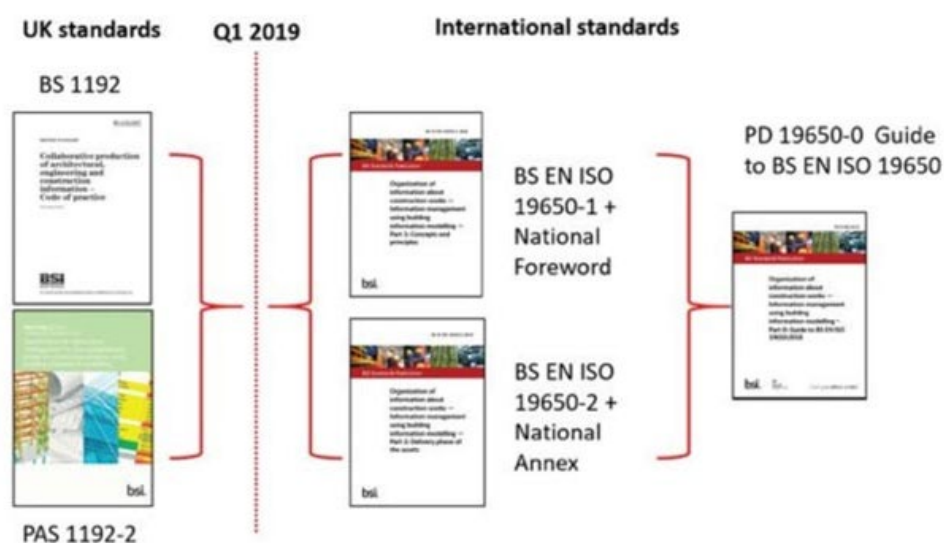 UK standards
Q1 2019
International standards
BS 1192
Collaborative production
of architectural,
engineering and
construction
information –
Code of practice
BSi
bsi.
PAS 1192-2
BS Standards Publication
Organization of
information about
construction works —
Information management
using building
information modelling —
Part 1: Concepts and
principles
bsi.
BS EN ISO
19650-1 +
National
Foreword
Organization of
information about
construction works —
Information management
using building
information modelling —
Part 2: Delivery phase of
the assets
bsi.
BS EN ISO
19650-2 +
National
Annex
PD 19650-0 Guide
to BS EN ISO 19650
Organization of
information about
construction works —
Information management
using building
information modelling –
Part 0: Guide to BS EN ISO
bsi.